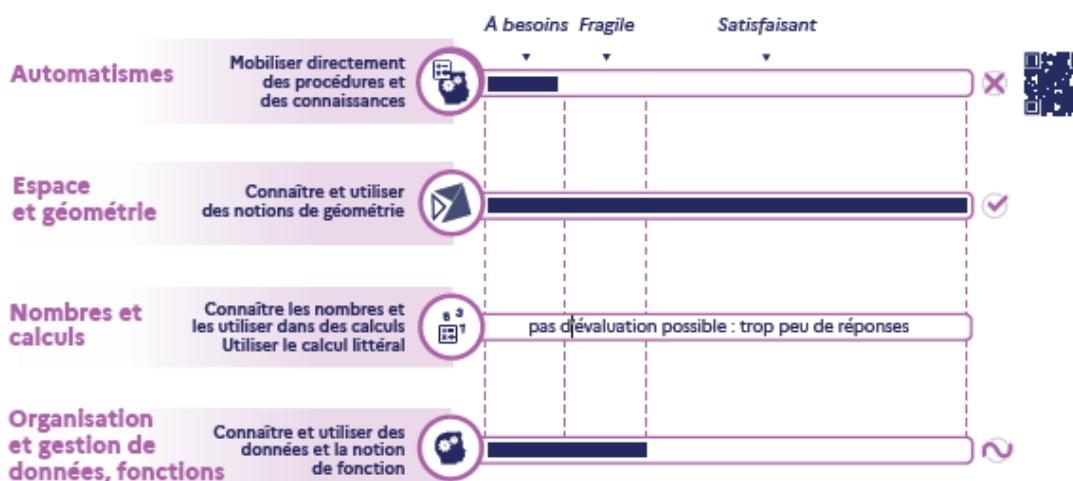 A besoins Fragile Satisfaisant
Automatismes
Mobiliser directement
des procédures et
des connaissances
Espace
et géométrie
Connaître et utiliser
des notions de géométrie
Nombres et
calculs
Connaître les nombres et
les utiliser dans des calculs
Utiliser le calcul littéral
6 3
7
pas d'évaluation possible : trop peu de réponses
Organisation
et gestion de
données, fonctions
Connaître et utiliser des
données et la notion
de fonction